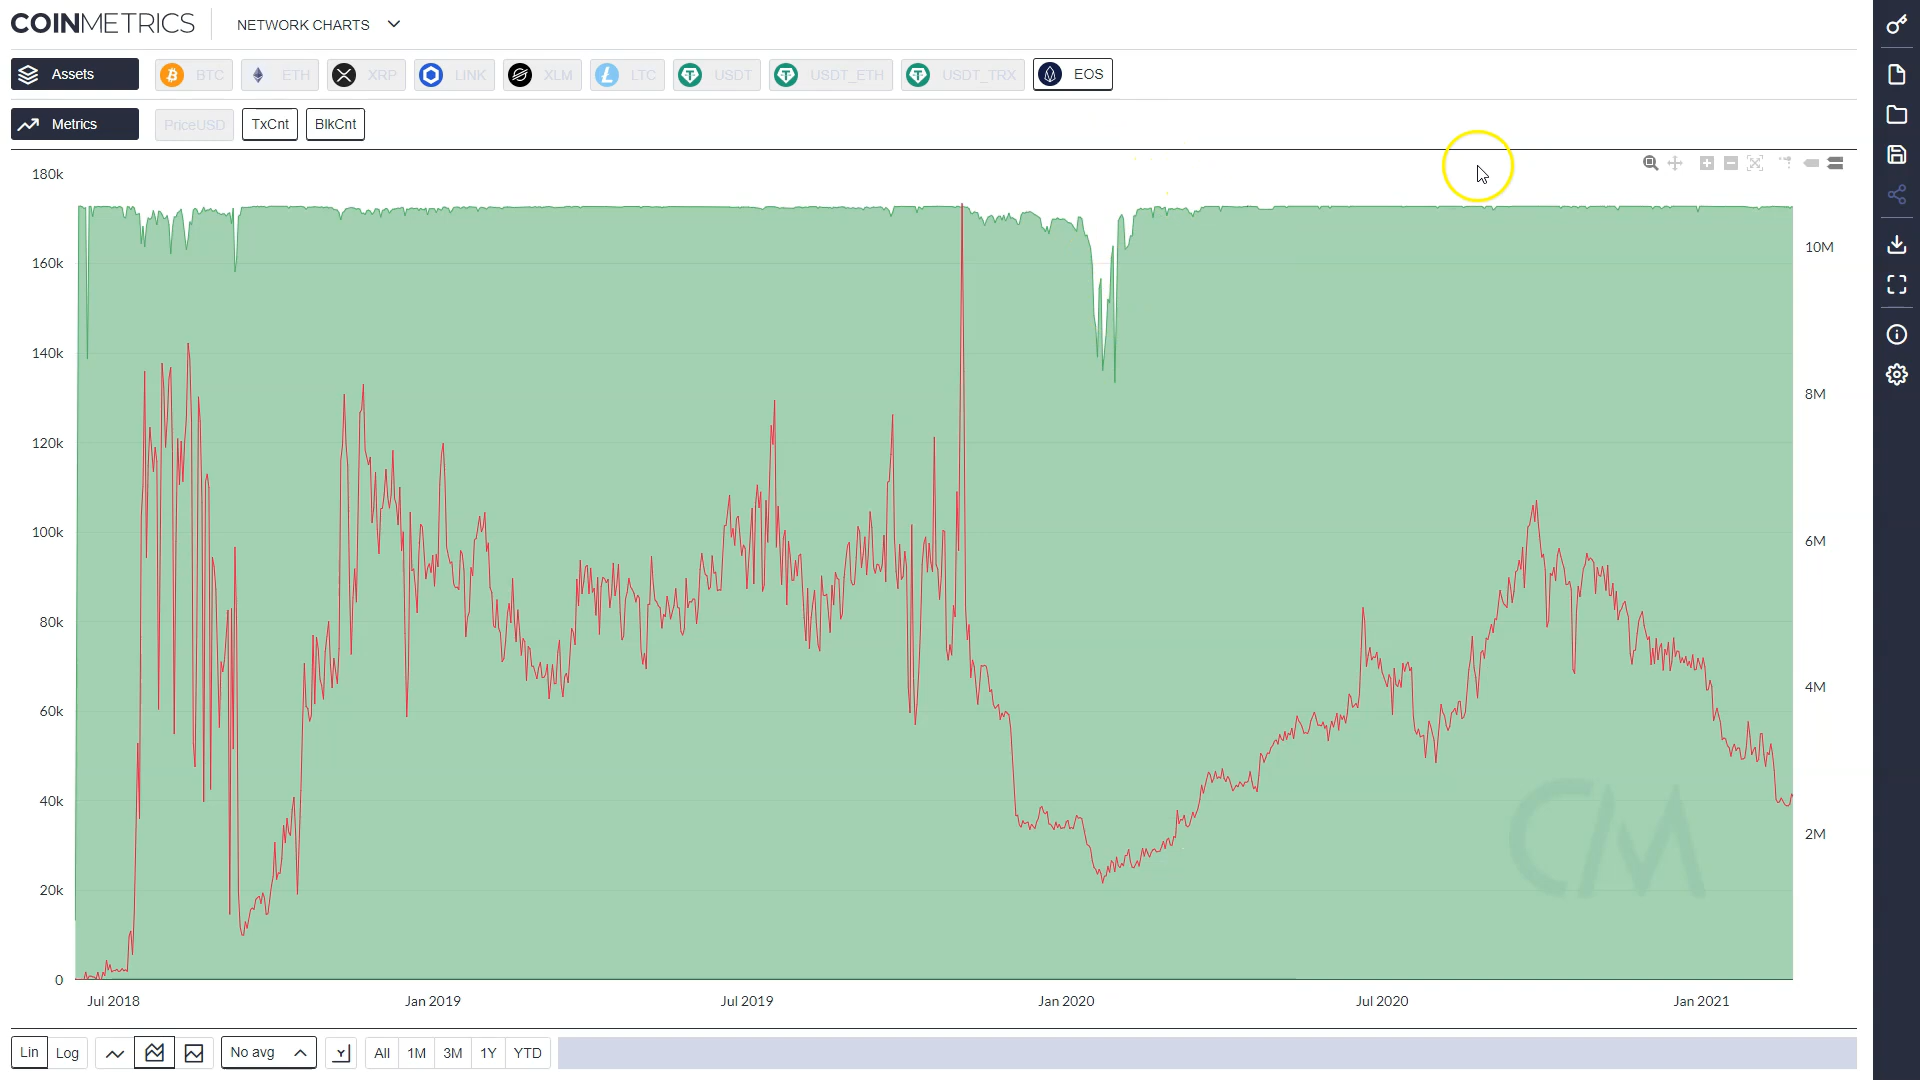 COINMETRICS NETWORK CHARTS
Assets BTC ETH XRP LINK XLM LTC USDT USDT_ETH USDT_TRX EOS
Metrics PriceUSD TxCnt BlkCnt
180k
160k
140k
120k
100k
80k
60k
40k
20k
0
10M
8M
6M
4M
2M
CM
Jul 2018 Jan 2019 Jul 2019 Jan 2020 Jul 2020 Jan 2021
Lin Log No avg All 1M 3M 1Y YTD